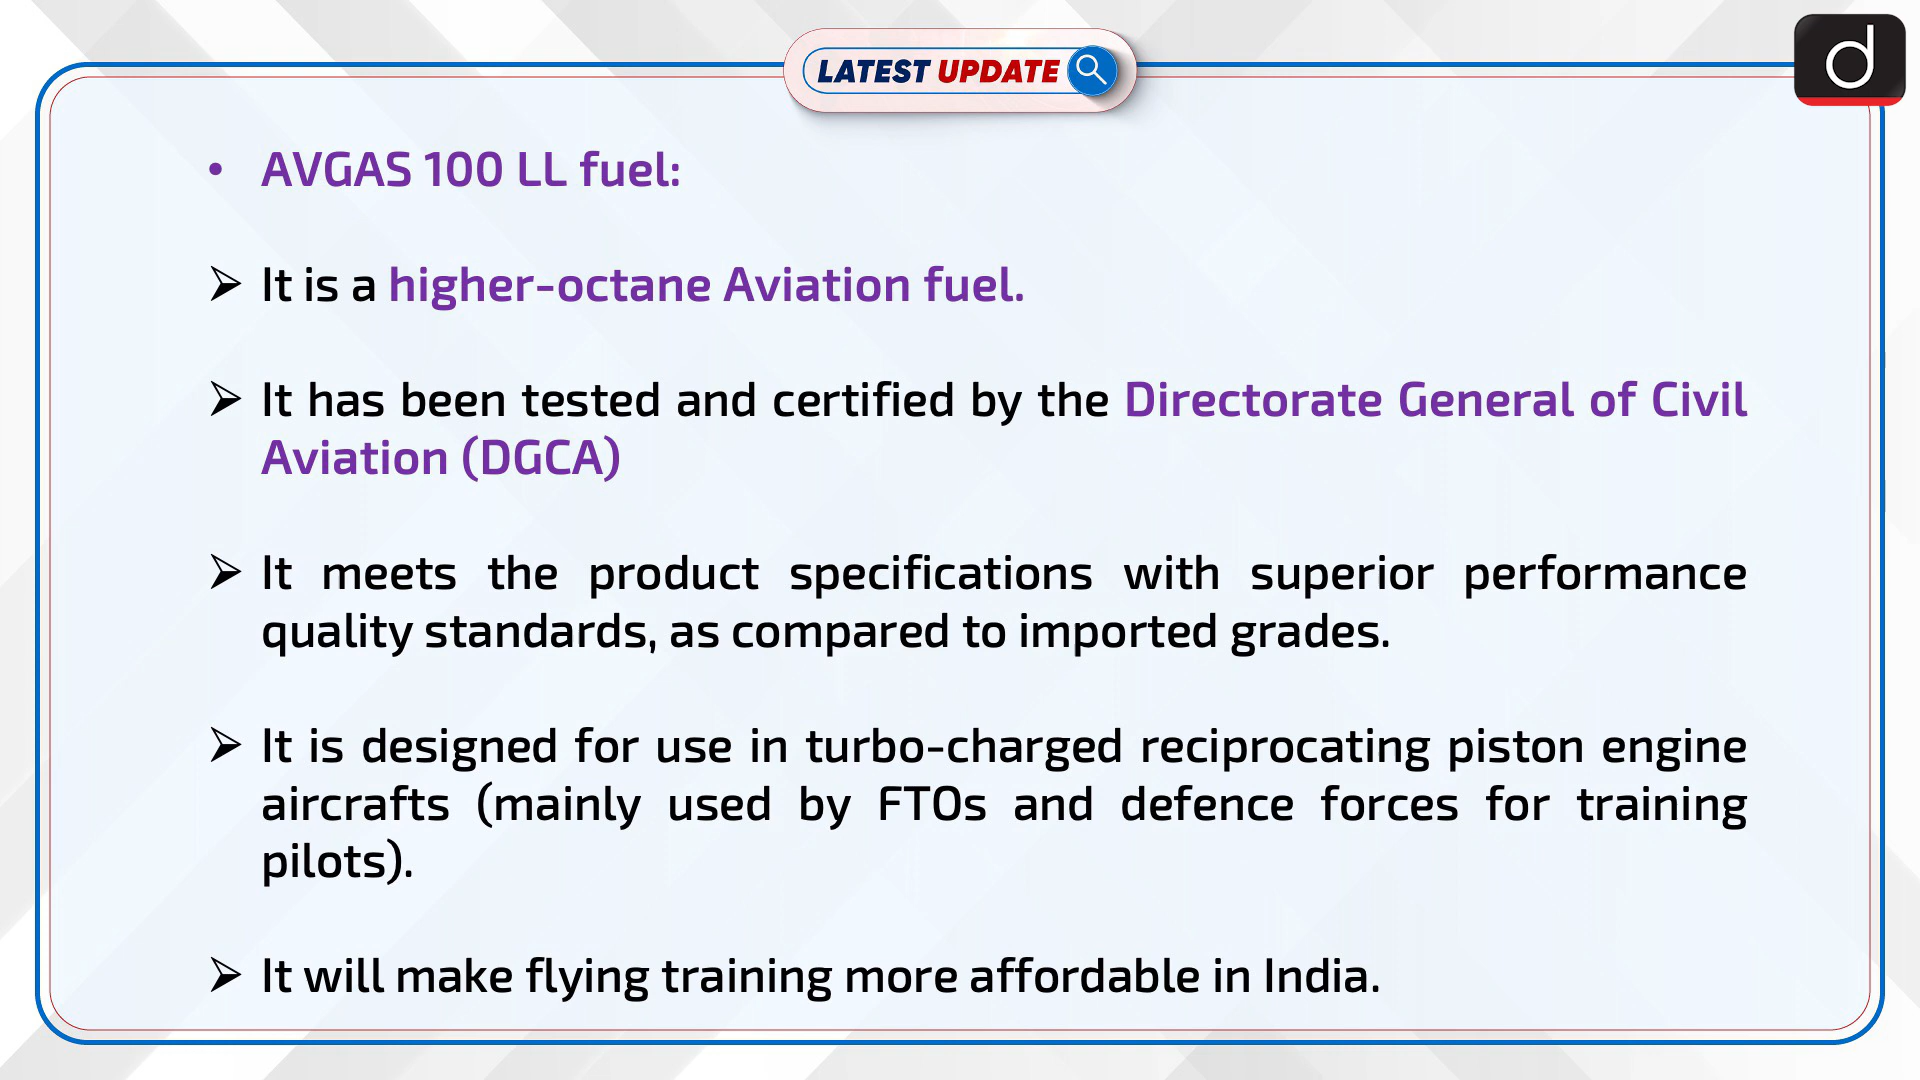 LATEST UPDATE
d
• AVGAS 100 LL fuel:
➢ It is a higher-octane Aviation fuel.
➢ It has been tested and certified by the Directorate General of Civil
Aviation (DGCA)
➢ It meets the product specifications with superior performance
quality standards, as compared to imported grades.
➢ It is designed for use in turbo-charged reciprocating piston engine
aircrafts (mainly used by FTOs and defence forces for training
pilots).
➢ It will make flying training more affordable in India.